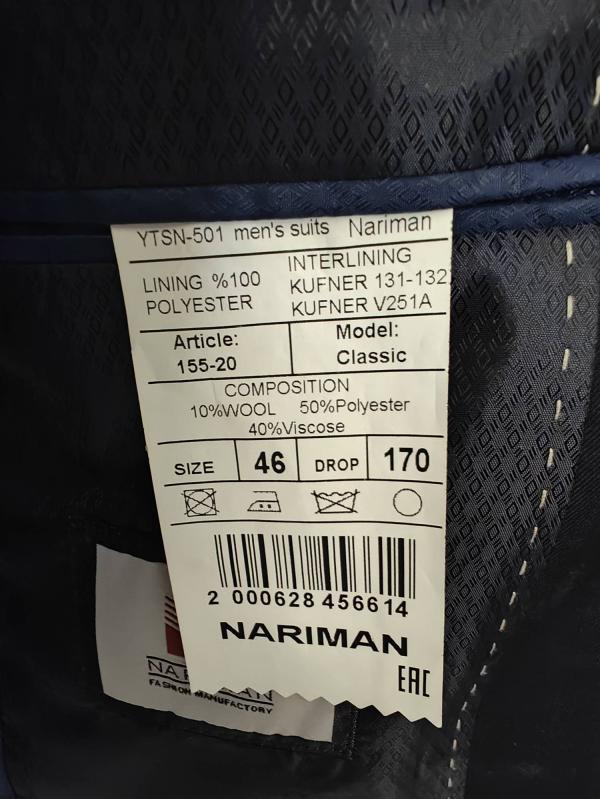 YTSN-501 men's suits Nariman
LINING %100
POLYESTER
INTERLINING
KUFNER 131-132
KUFNER V251A
Article:
155-20
Model:
Classic
COMPOSITION
10%WOOL 50%Polyester
40%Viscose
SIZE 46 DROP 170
2 000628 456614
NARIMAN
EAC
FASHION MANUFACTORY